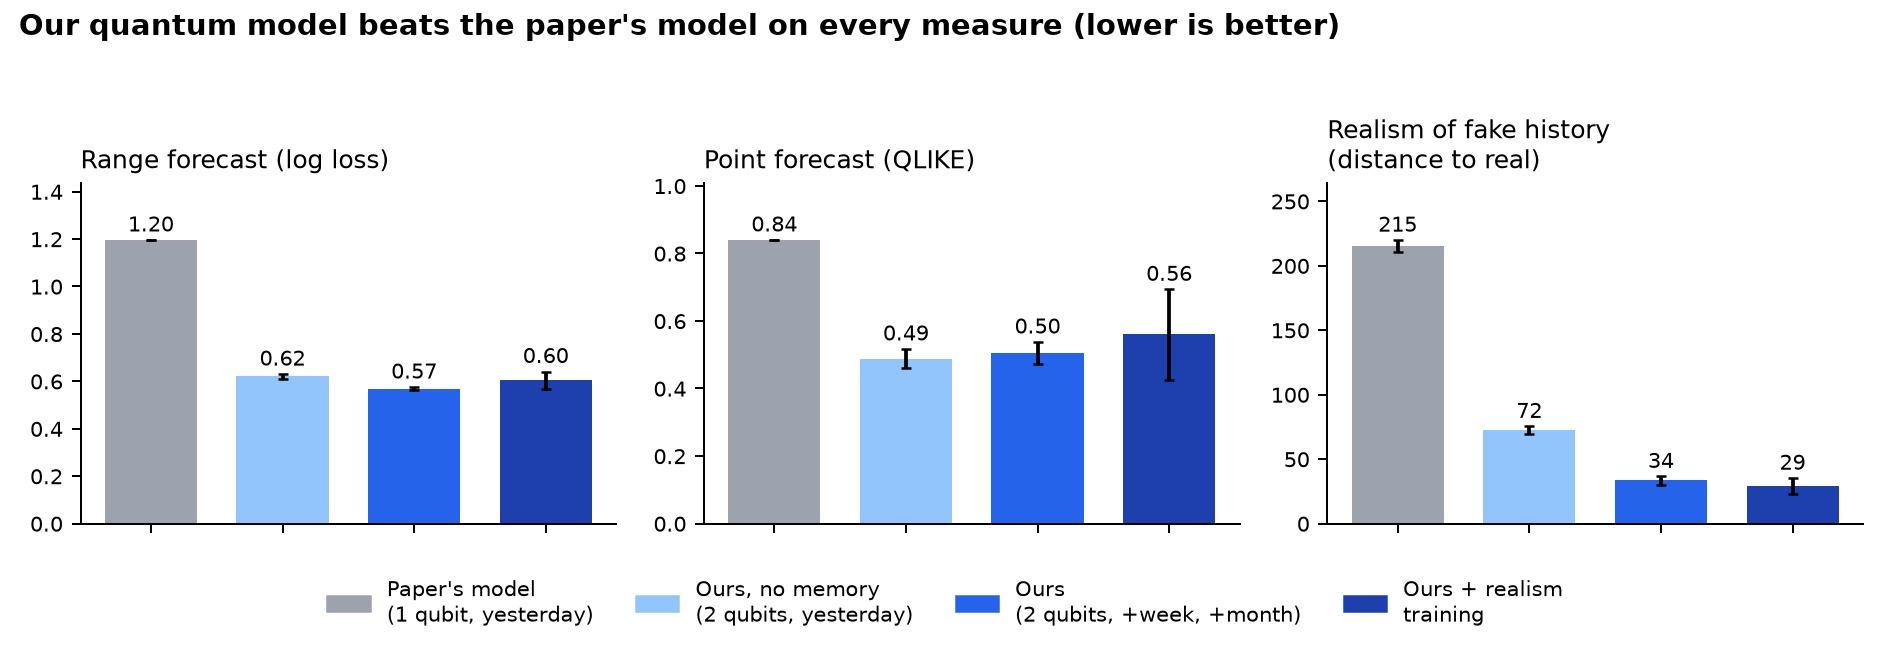 Our quantum model beats the paper's model on every measure (lower is better)
Range forecast (log loss)
1.4
1.2
1.0
0.8
0.6
0.4
0.2
0.0
1.20
0.62
0.57
0.60
Point forecast (QLIKE)
1.0
0.8
0.6
0.4
0.2
0.0
0.84
0.49
0.50
0.56
Realism of fake history
(distance to real)
250
200
150
100
50
0
215
72
34
29
Paper's model
(1 qubit, yesterday)
Ours, no memory
(2 qubits, yesterday)
Ours
(2 qubits, +week, +month)
Ours + realism
training